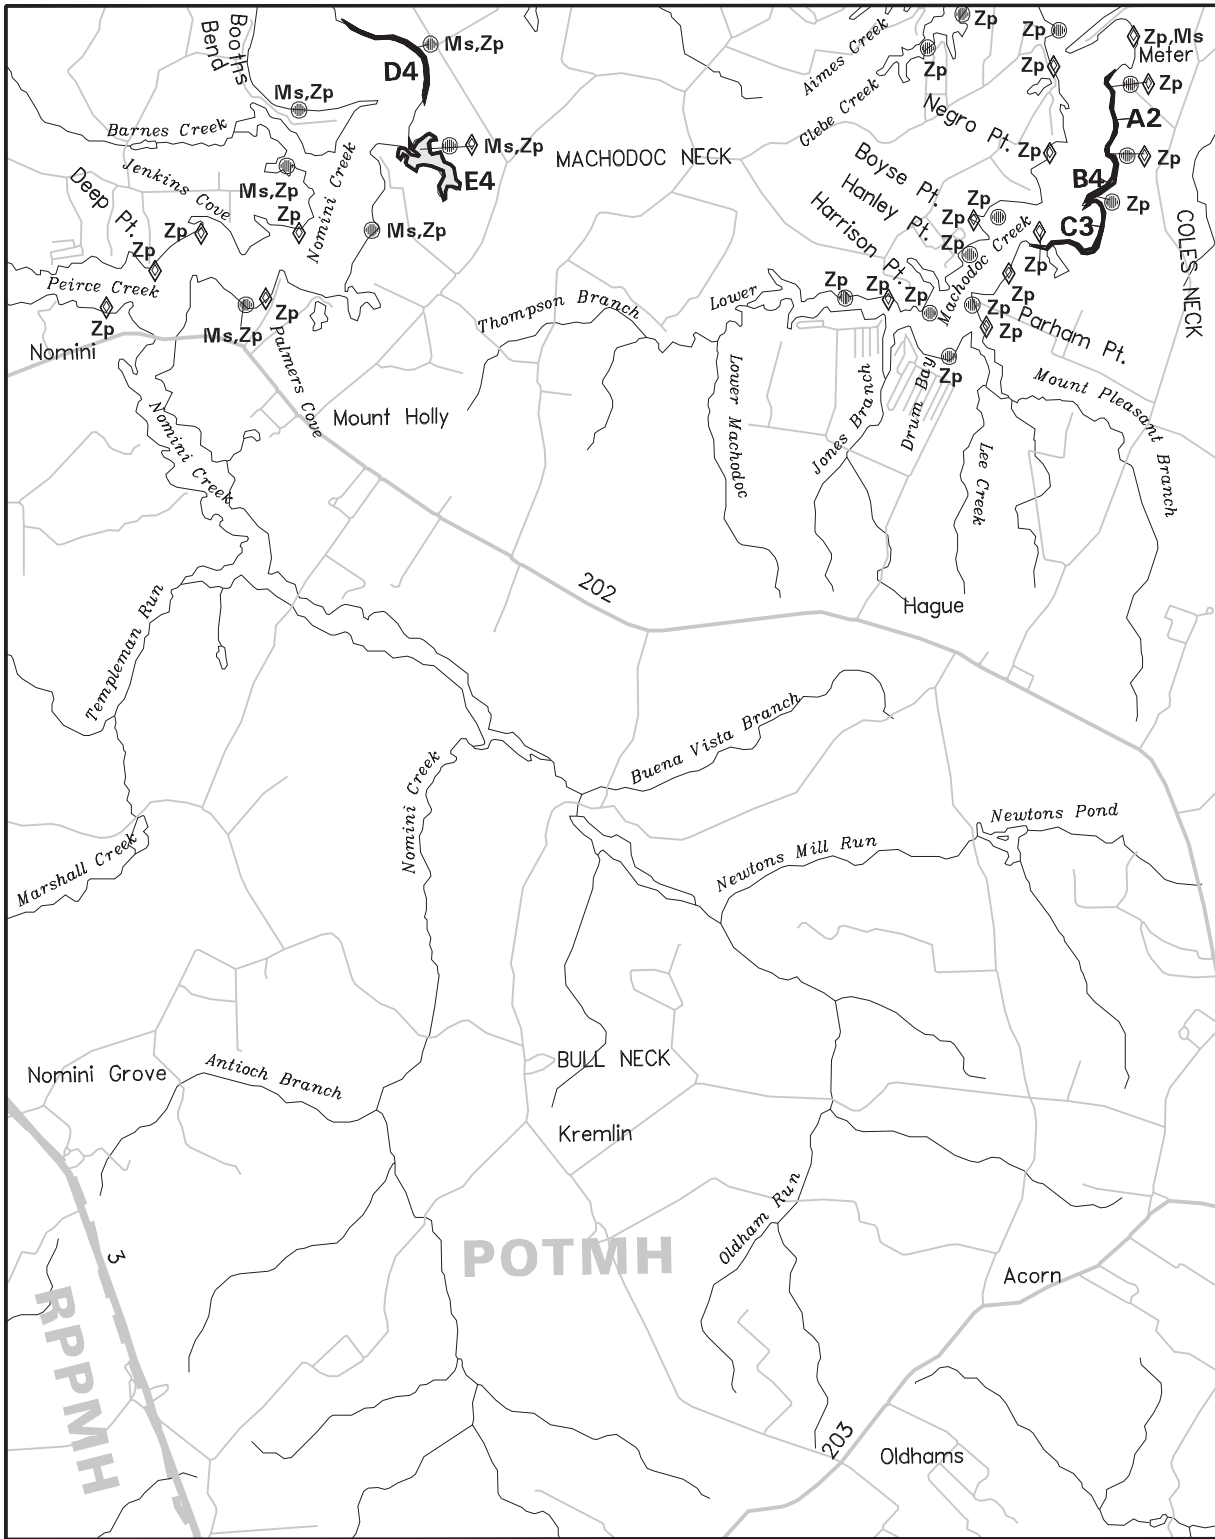 Booths
Bend
Ms,Zp
D4
Ms,Zp
Barnes Creek
Jenkins Cove
Ms,Zp
Deep Pt.
Zp
Zp
Zp
Nomini Creek
Ms,Zp
E4
Ms,Zp
MACHODOC NECK
Peirce Creek
Zp
Nomini
Ms,Zp
Zp
Palmers Cove
Mount Holly
Nomini Creek
Thompson Branch
Aimes Creek
Zp
Zp
Glebe Creek
Zp
Zp
Zp,Ms
Meter
Zp
A2
Negro Pt.
Zp
Zp
Boyse Pt.
Hanley Pt.
Harrison Pt.
Zp
Zp
Zp
B4
Zp
C3
Zp
COLES NECK
Machodoc Creek
Lower
Zp
Zp
Zp
Zp
Zp
Zp
Parham Pt.
Zp
Lower Machodoc
Jones Branch
Drum Bay
Lee Creek
Mount Pleasant Branch
202
Hague
Templeman Run
Buena Vista Branch
Nomini Creek
Newtons Pond
Newtons Mill Run
Marshall Creek
Antioch Branch
Nomini Grove
BULL NECK
Kremlin
Oldham Run
3
POTMH
Acorn
RPPMH
203
Oldhams